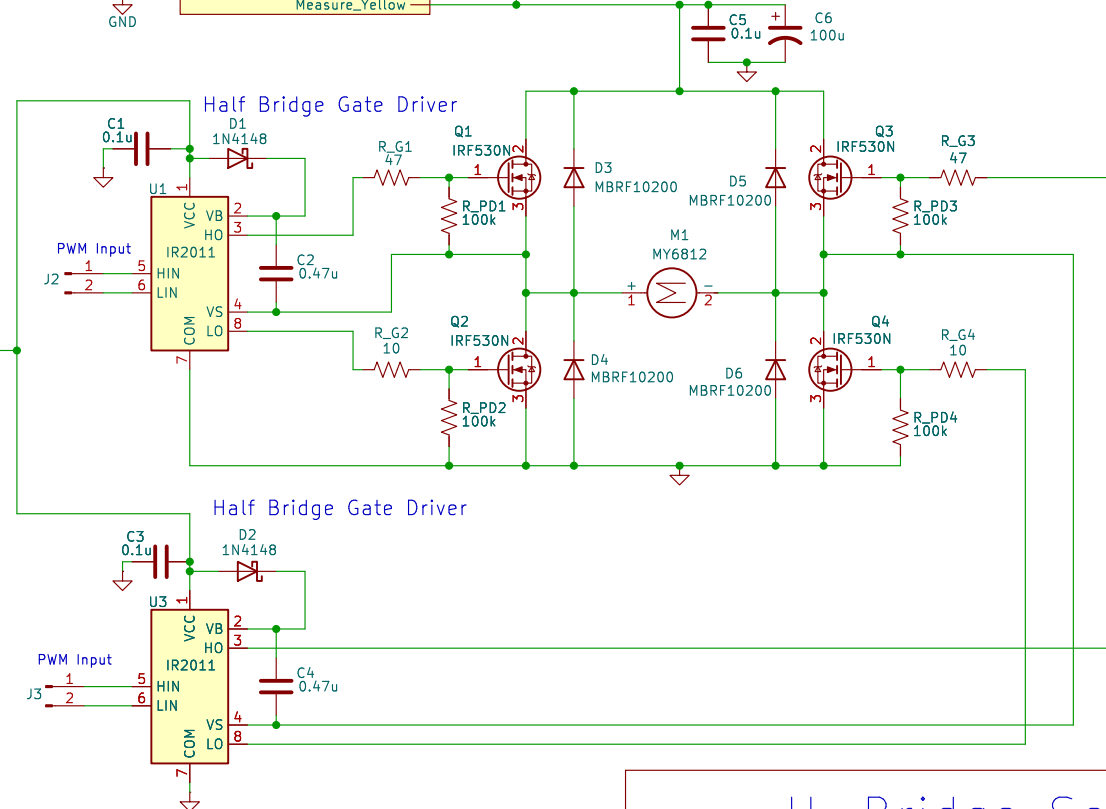 Measure_Yellow
GND
C5
0.1u
+
C6
100u
Half Bridge Gate Driver
C1
0.1u
D1
1N4148
U1
1
VCC
VB 2
HO 3
IR2011
PWM Input
J2
1 5 HIN
2 6 LIN
VS 4
LO 8
COM
7
C2
0.47u
R_G1
47
Q1
IRF530N
1
2
3
R_PD1
100k
D3
MBRF10200
D5
MBRF10200
Q3
IRF530N
2
1
3
R_G3
47
R_PD3
100k
M1
MY6812
+
1
-
2
R_G2
10
Q2
IRF530N
1
2
3
R_PD2
100k
D4
MBRF10200
D6
MBRF10200
Q4
IRF530N
2
1
3
R_G4
10
R_PD4
100k
Half Bridge Gate Driver
C3
0.1u
D2
1N4148
U3
1
VCC
VB 2
HO 3
IR2011
PWM Input
J3
1 5 HIN
2 6 LIN
VS 4
LO 8
COM
7
C4
0.47u